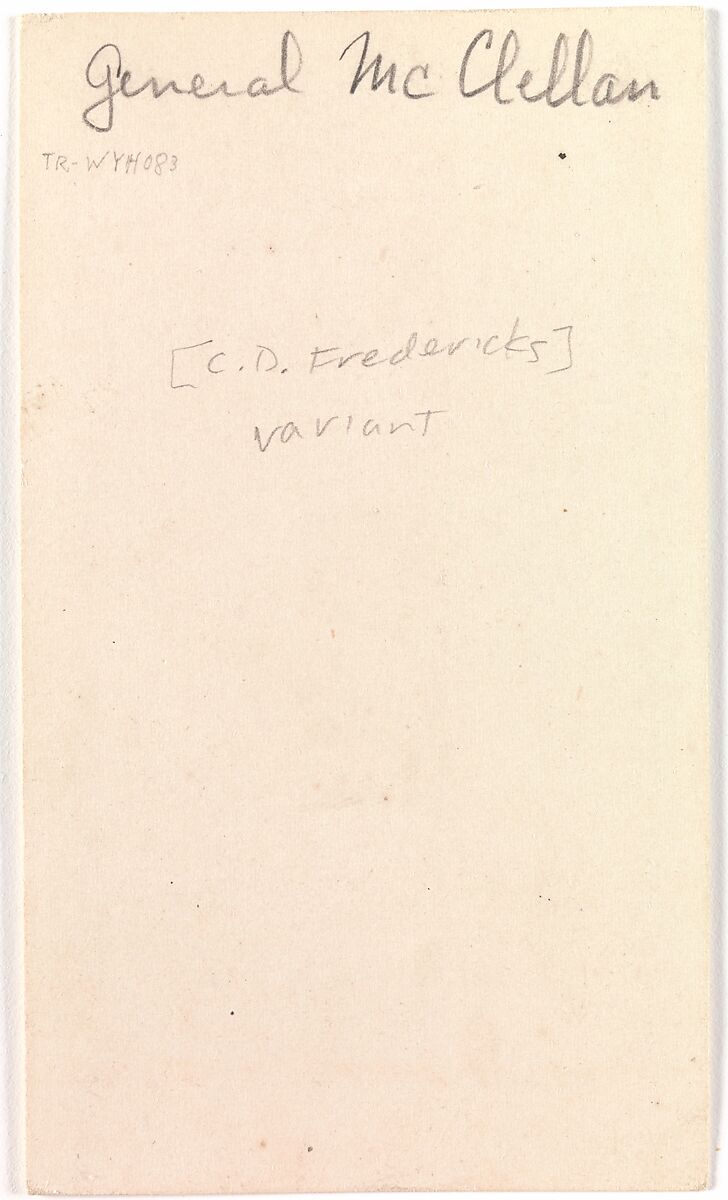 General McClellan
TR-WYH083
[C.D. Fredericks]
variant